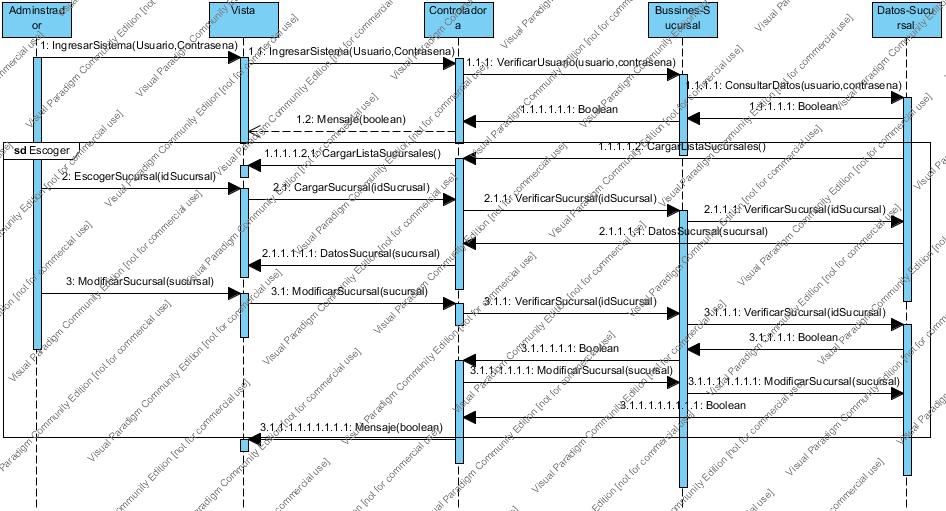 Adminstrad
or
Vista
Controlador
a
Bussines-S
ucursal
Datos-Sucu
rsal
1: IngresarSistema(Usuario,Contrasena)
1.1: IngresarSistema(Usuario,Contrasena)
1.1.1: VerificarUsuario(usuario,contrasena)
1.1.1.1: ConsultarDatos(usuario,contrasena)
1.1.1.1.1: Boolean
1.1.1.1.1.1: Boolean
1.2: Mensaje(boolean)
sd Escoger
1.1.1.1.2: CargarListaSucursales()
1.1.1.1.2.1: CargarListaSucursales()
2: EscogerSucursal(idSucursal)
2.1: CargarSucursal(idSucrusal)
2.1.1: VerificarSucursal(idSucursal)
2.1.1.1: VerificarSucursal(idSucursal)
2.1.1.1.1: DatosSucursal(sucursal)
2.1.1.1.1.1: DatosSucursal(sucursal)
3: ModificarSucursal(sucursal)
3.1: ModificarSucursal(sucursal)
3.1.1: VerificarSucursal(idSucursal)
3.1.1.1: VerificarSucursal(idSucursal)
3.1.1.1.1: Boolean
3.1.1.1.1.1: Boolean
3.1.1.1.1.1.1: ModificarSucursal(sucursal)
3.1.1.1.1.1.1.1: ModificarSucursal(sucursal)
3.1.1.1.1.1.1.1.1: Boolean
3.1.1.1.1.1.1.1.1.1: Mensaje(boolean)
Visual Paradigm Community Edition [not for commercial use]